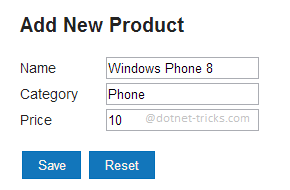 Add New Product
Name Windows Phone 8
Category Phone
Price 10 @dotnet-tricks.com
Save Reset